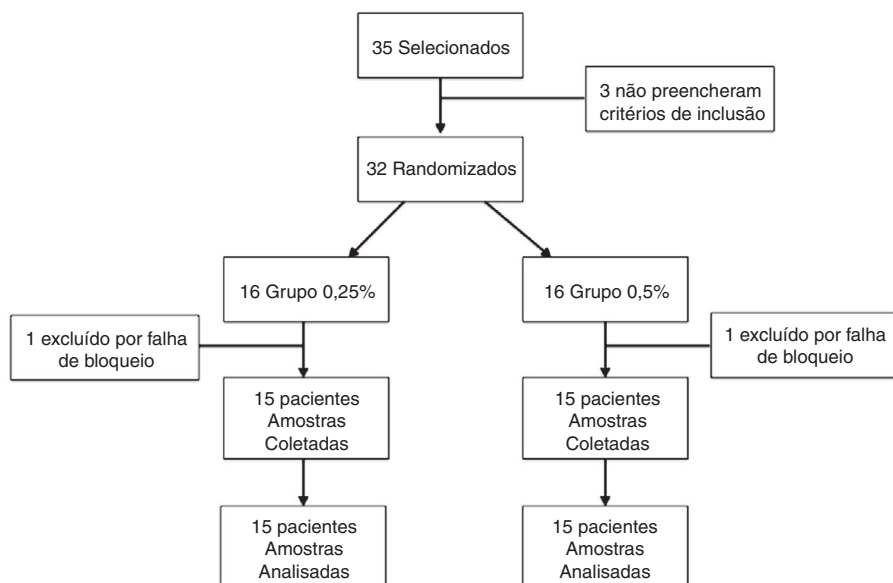 35 Selecionados
3 não preencheram
critérios de inclusão
32 Randomizados
16 Grupo 0,25%
16 Grupo 0,5%
1 excluído por falha
de bloqueio
1 excluído por falha
de bloqueio
15 pacientes
Amostras
Coletadas
15 pacientes
Amostras
Coletadas
15 pacientes
Amostras
Analisadas
15 pacientes
Amostras
Analisadas